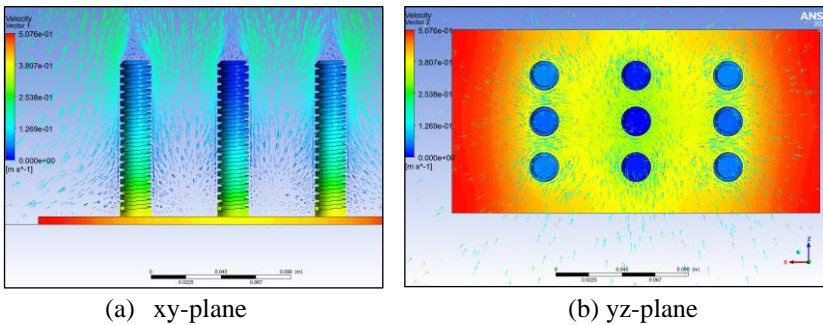 Velocity
Vector 1
5.076e-01
3.807e-01
2.538e-01
1.269e-01
0.000e+00
[m s^-1]
0
0.045
0.090 (m)
0.0225
0.067
Velocity
Vector 2
5.076e-01
3.807e-01
2.538e-01
1.269e-01
0.000e+00
[m s^-1]
ANS
0
0.045
0.090 (m)
0.0225
0.067
z
x
(a) xy-plane
(b) yz-plane